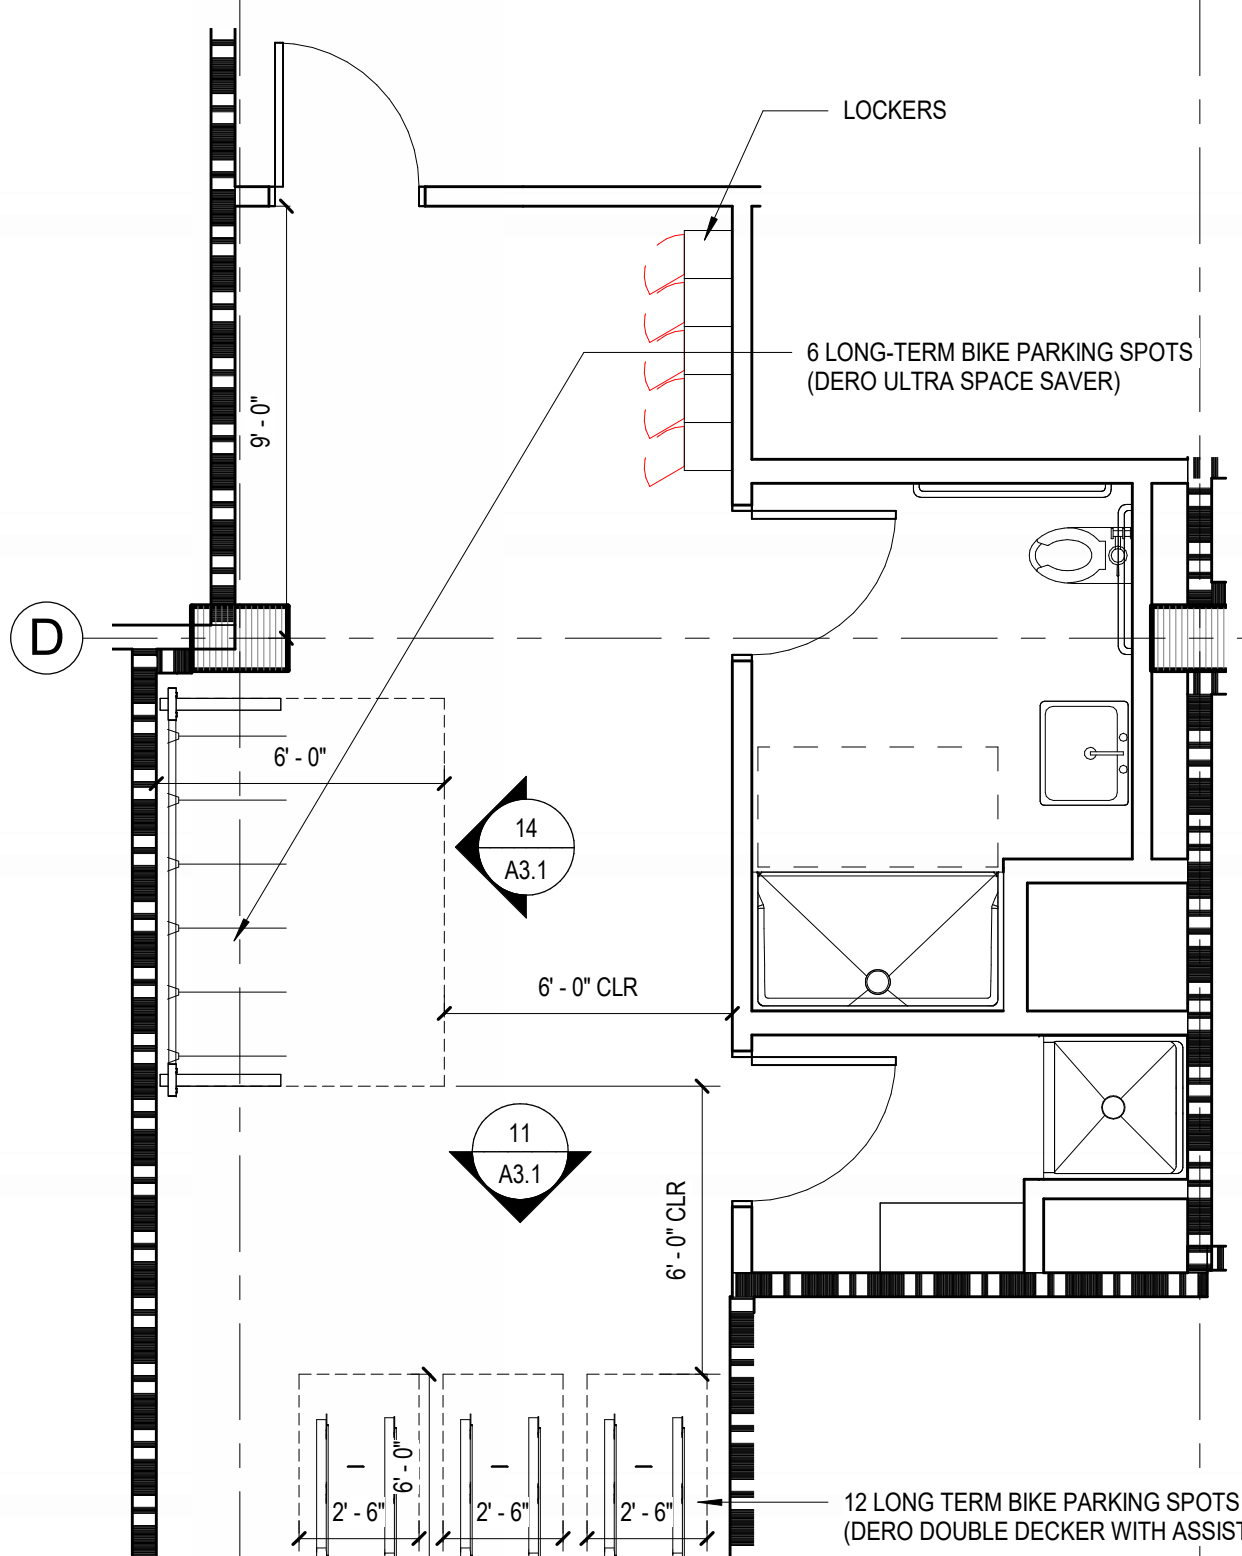 LOCKERS
6 LONG-TERM BIKE PARKING SPOTS
(DERO ULTRA SPACE SAVER)
9' - 0"
D
6' - 0"
14
A3.1
6' - 0" CLR
11
A3.1
6' - 0" CLR
6' - 0"
2' - 6"
2' - 6"
2' - 6"
12 LONG TERM BIKE PARKING SPOTS
(DERO DOUBLE DECKER WITH ASSIST